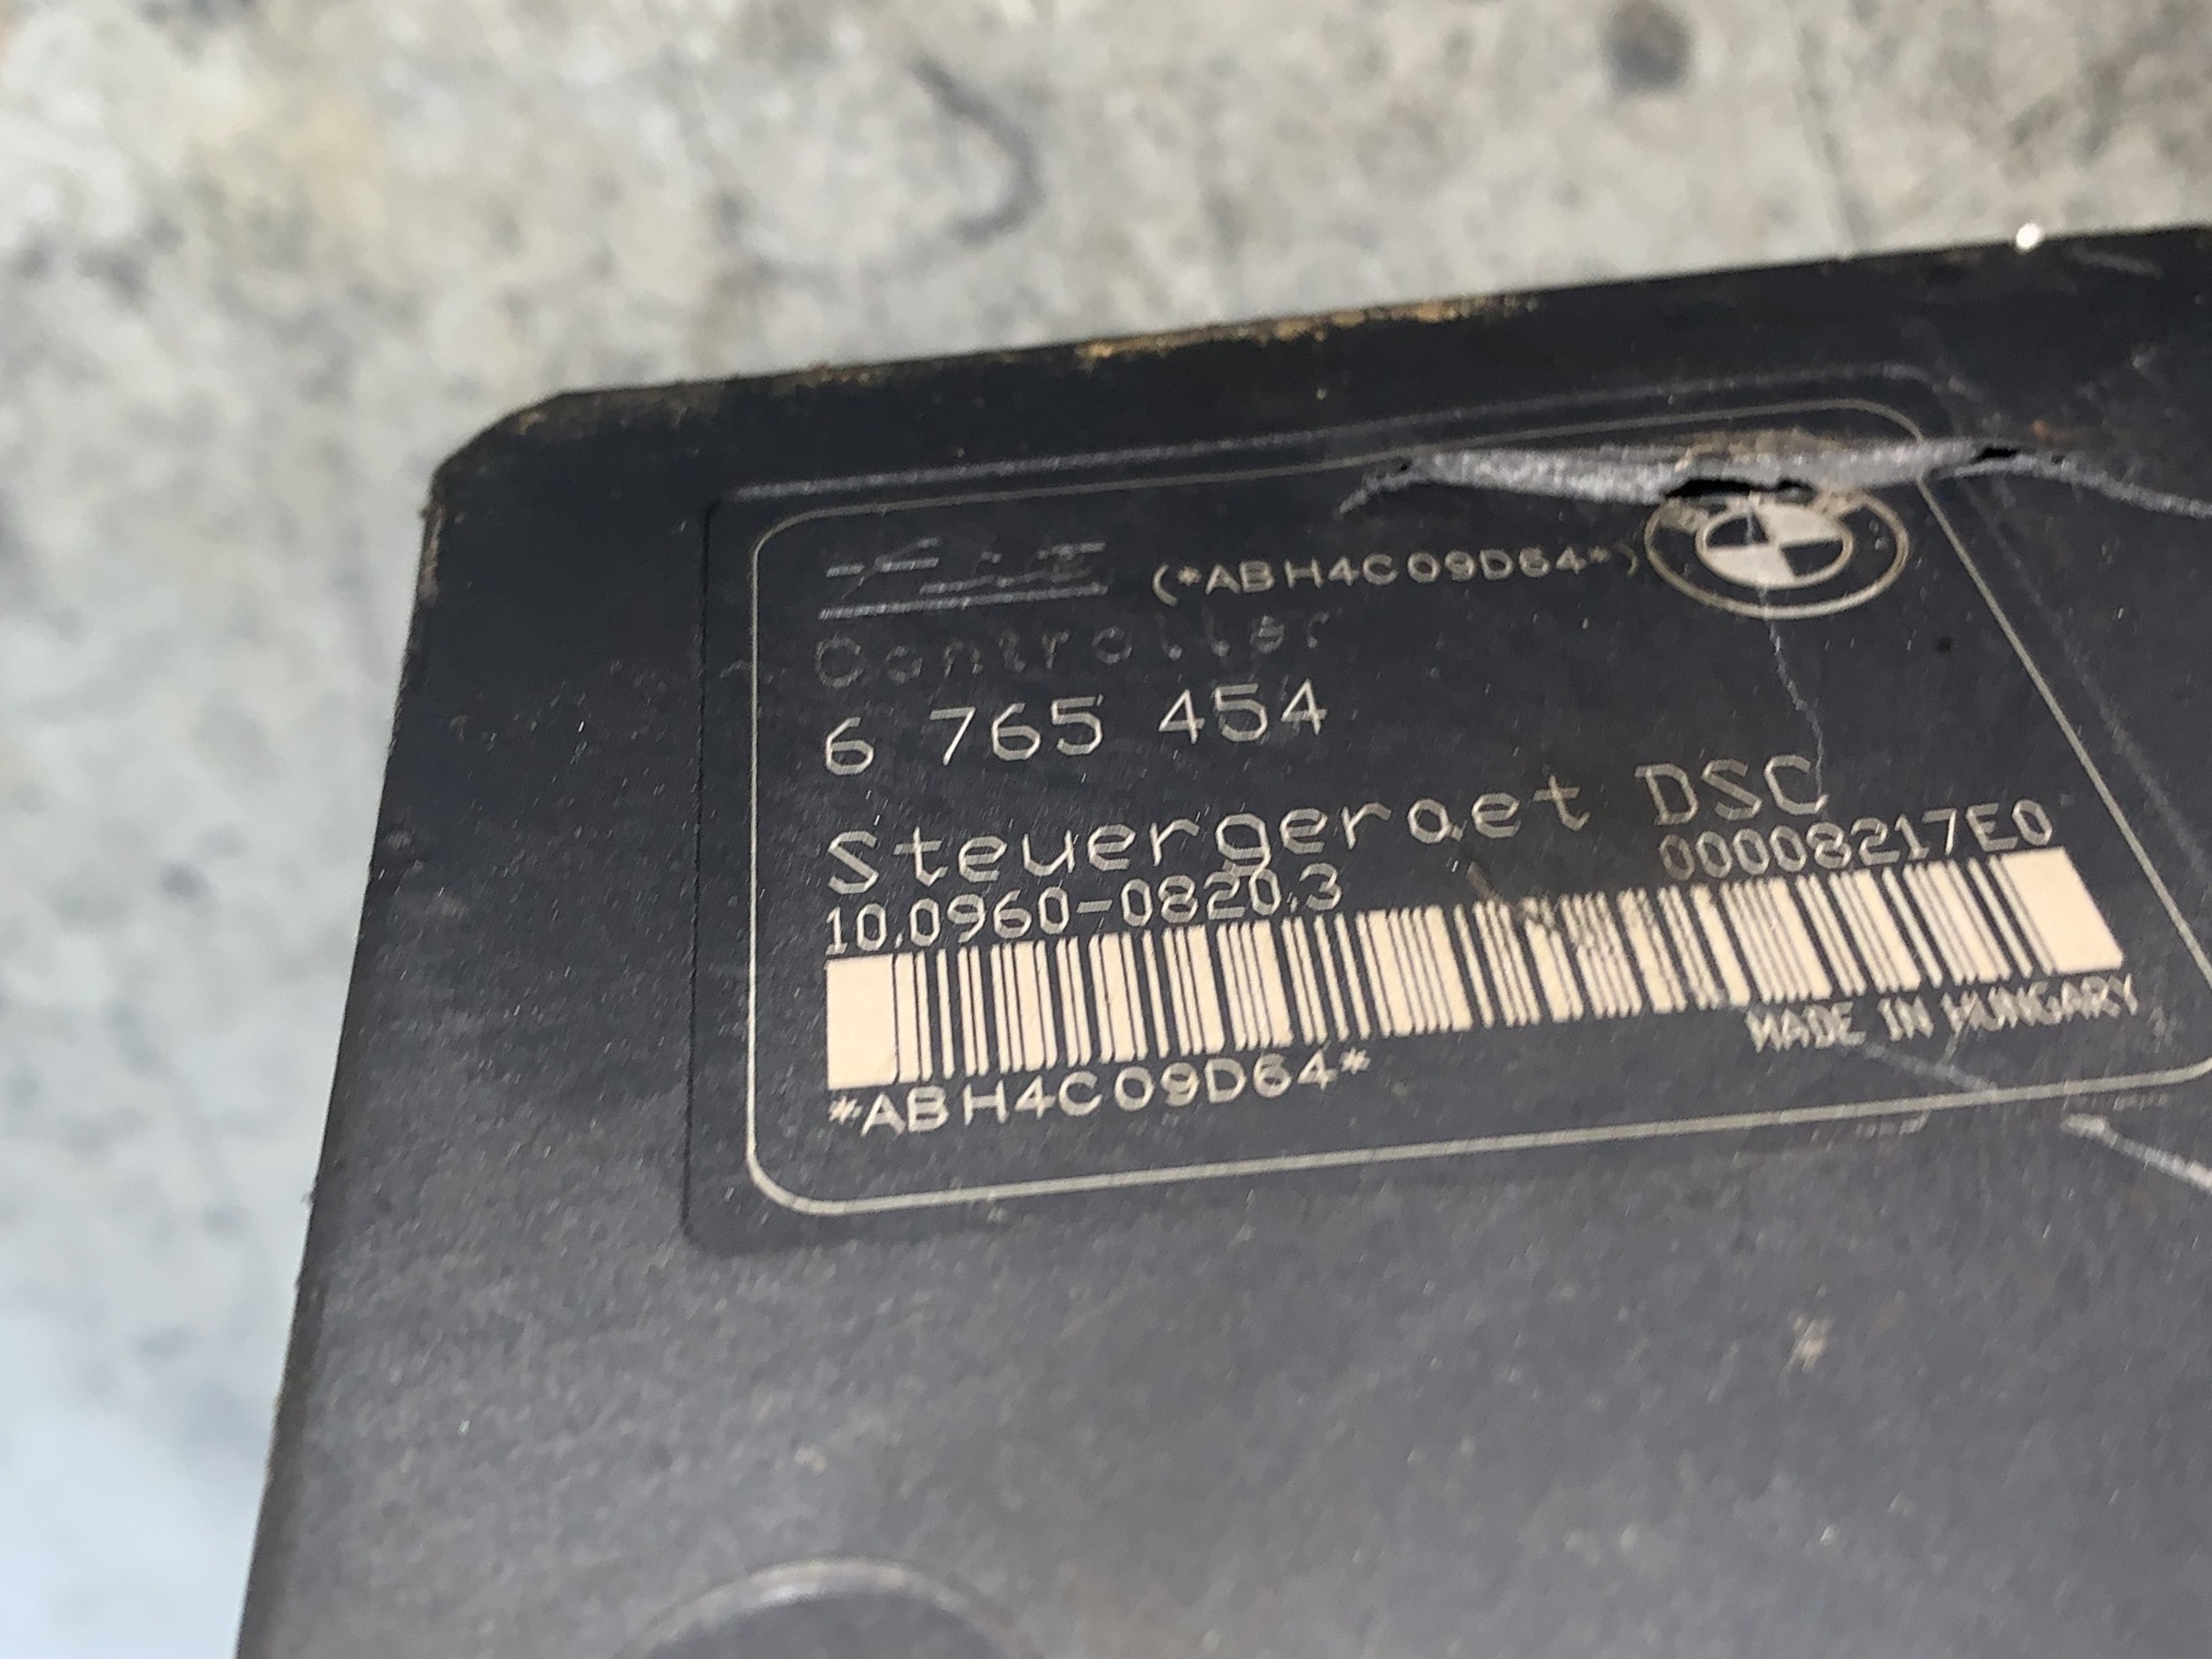 (*ABH4C09D64*)
Controller
6 765 454
Steuergeraet DSC
10.0960-0820.3 00008217E0
*ABH4C09D64*
MADE IN HUNGARY